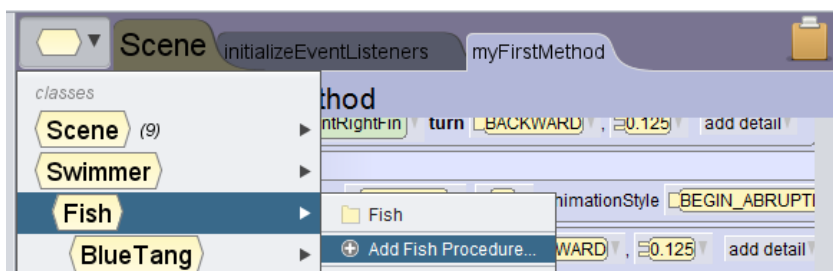 Scene initializeEventListeners myFirstMethod
classes
thod
Scene (9)
ntRightFin turn BACKWARD , 0.125 add detail
Swimmer
Fish
Fish
nimationStyle BEGIN_ABRUPT
Add Fish Procedure...
WARD , 0.125 add detail
BlueTang